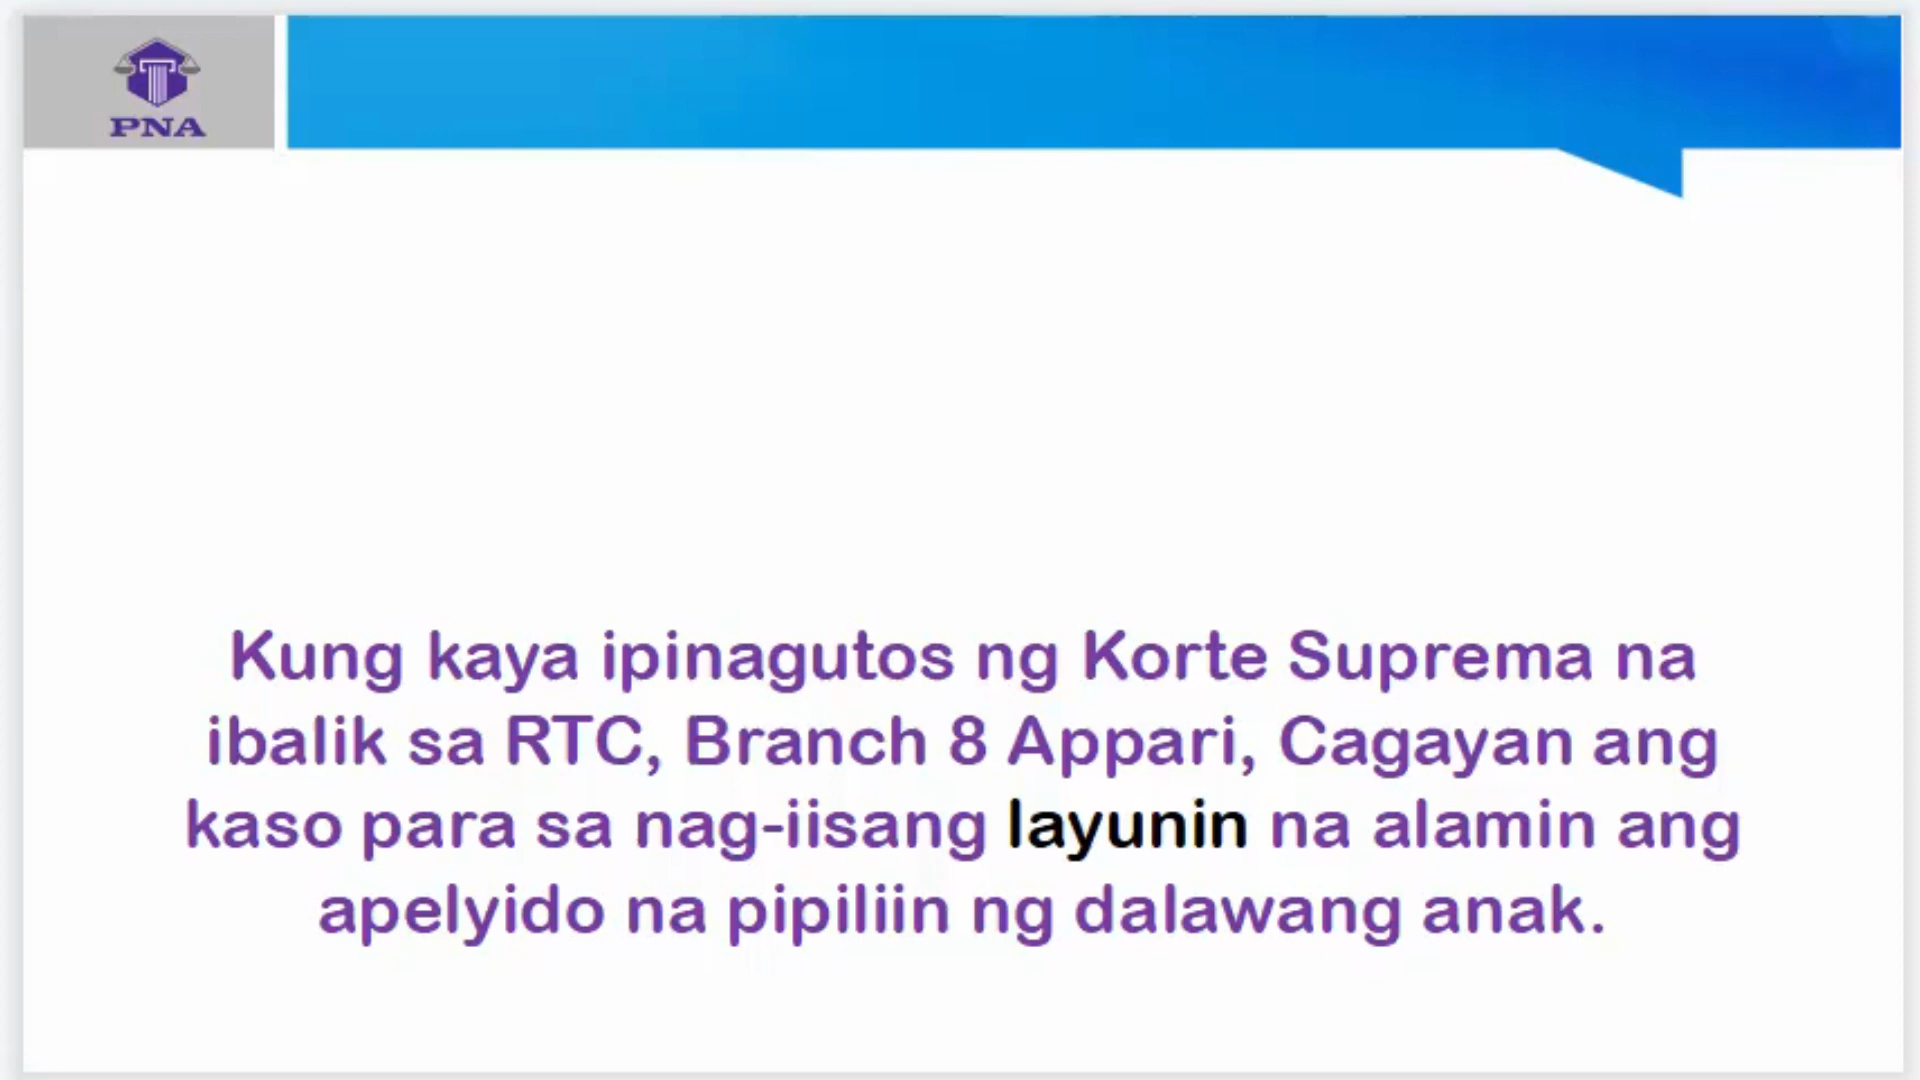 PNA
Kung kaya ipinagutos ng Korte Suprema na
ibalik sa RTC, Branch 8 Appari, Cagayan ang
kaso para sa nag-iisang layunin na alamin ang
apelyido na pipiliin ng dalawang anak.